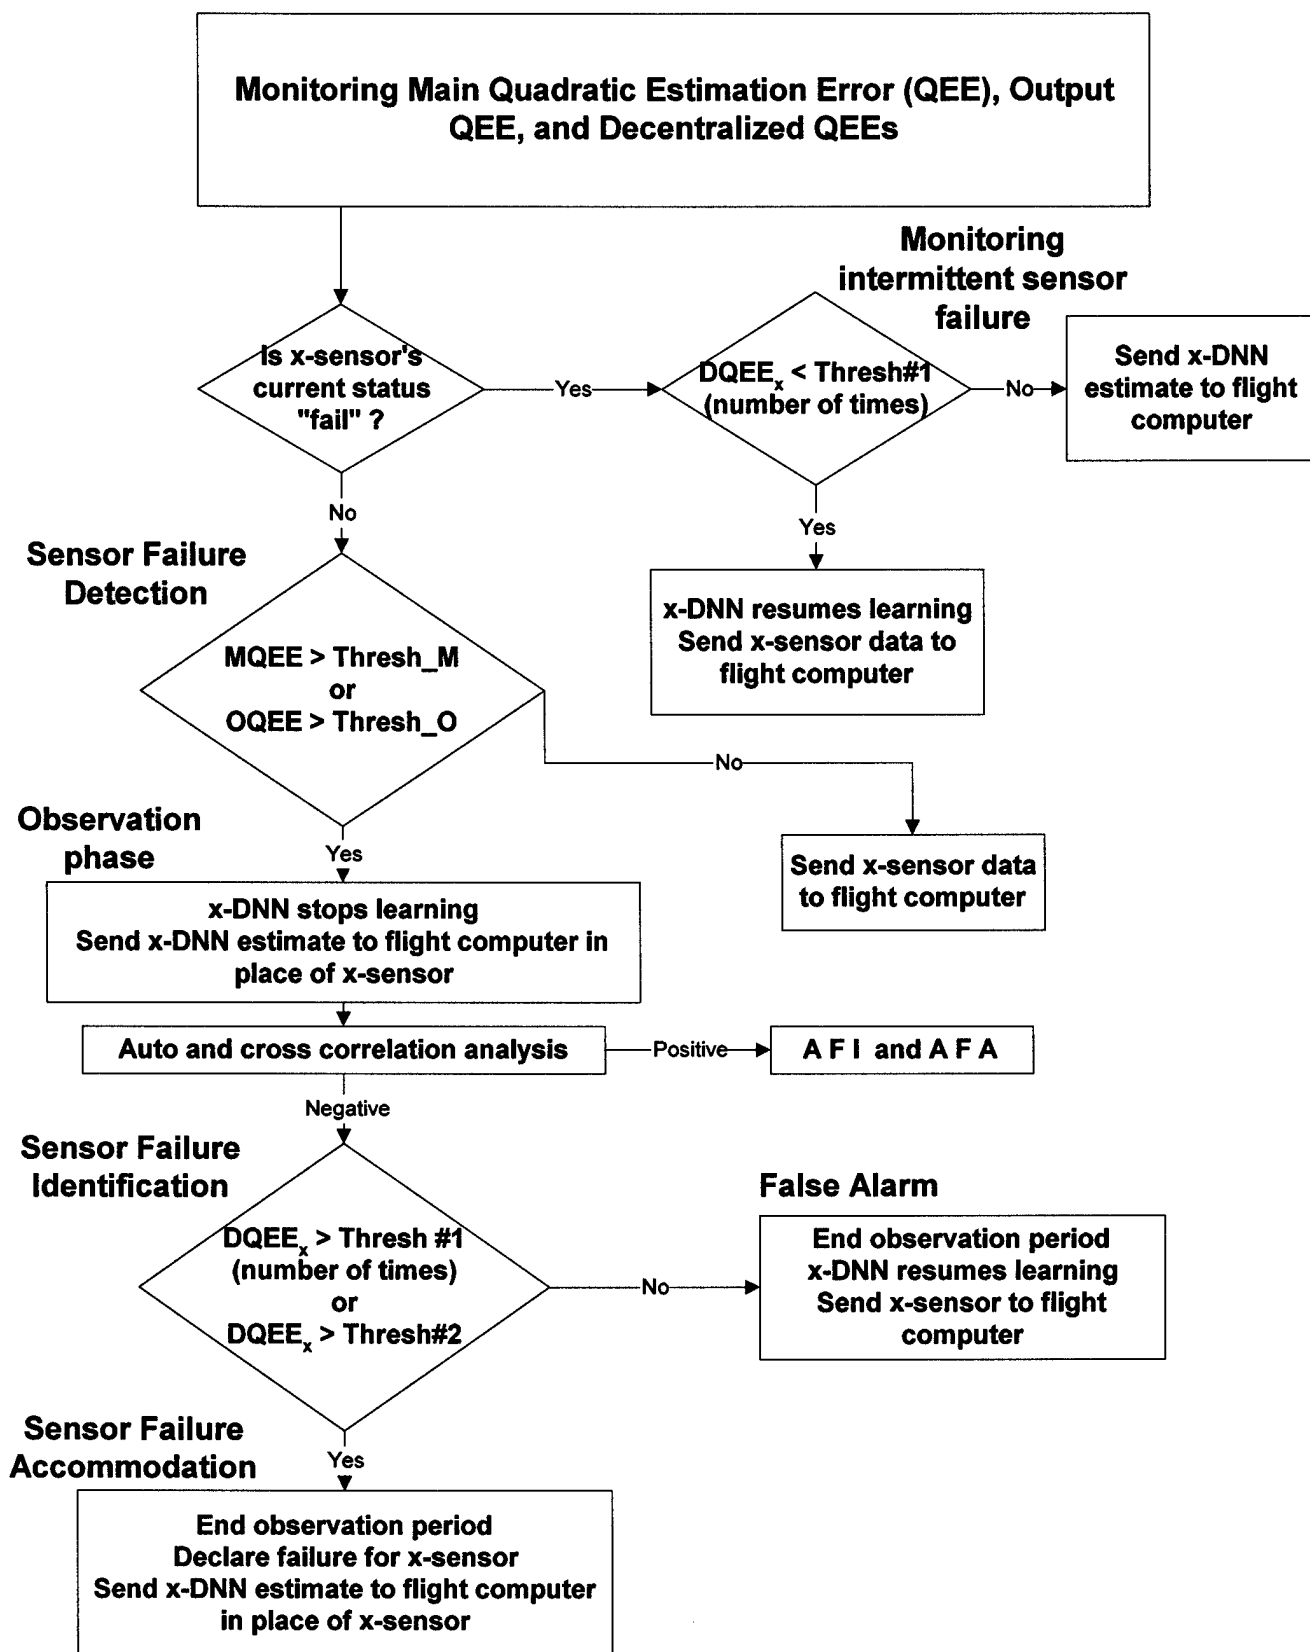 Monitoring Main Quadratic Estimation Error (QEE), Output
QEE, and Decentralized QEEs
Monitoring
intermittent sensor
failure
Is x-sensor's
current status
"fail" ?
Yes
DQEEx < Thresh#1
(number of times)
No
Send x-DNN
estimate to flight
computer
No
Yes
Sensor Failure
Detection
x-DNN resumes learning
Send x-sensor data to
flight computer
MQEE > Thresh_M
or
OQEE > Thresh_O
No
Observation
phase
Yes
Send x-sensor data
to flight computer
x-DNN stops learning
Send x-DNN estimate to flight computer in
place of x-sensor
Auto and cross correlation analysis
Positive
A F I and A F A
Negative
Sensor Failure
Identification
False Alarm
DQEEx > Thresh #1
(number of times)
or
DQEEx > Thresh#2
No
End observation period
x-DNN resumes learning
Send x-sensor to flight
computer
Sensor Failure
Accommodation
Yes
End observation period
Declare failure for x-sensor
Send x-DNN estimate to flight computer
in place of x-sensor